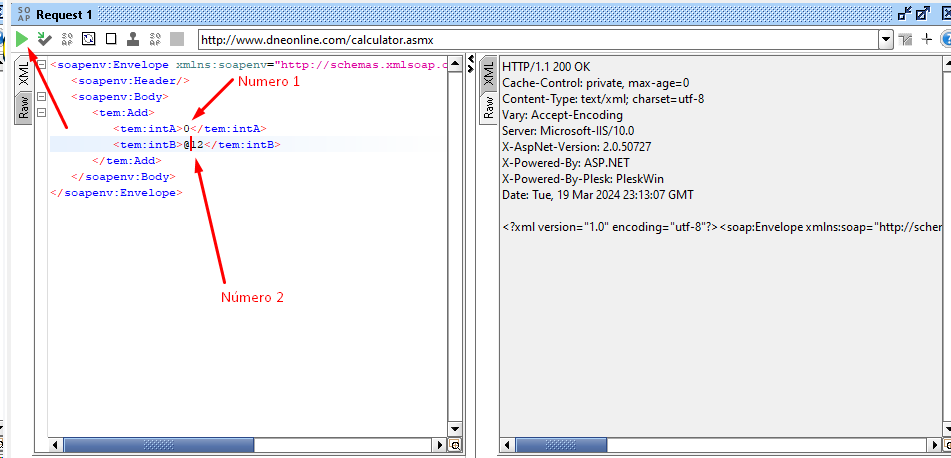 SO AP Request 1
SO AP SO AP
http://www.dneonline.com/calculator.asmx
XML
Raw
<soapenv:Envelope xmlns:soapenv="http://schemas.xmlsoap.o
<soapenv:Header/>
Numero 1
<soapenv:Body>
<tem:Add>
<tem:intA>0</tem:intA>
<tem:intB>@12</tem:intB>
</tem:Add>
</soapenv:Body>
</soapenv:Envelope>
Número 2
XML
Raw
HTTP/1.1 200 OK
Cache-Control: private, max-age=0
Content-Type: text/xml; charset=utf-8
Vary: Accept-Encoding
Server: Microsoft-IIS/10.0
X-AspNet-Version: 2.0.50727
X-Powered-By: ASP.NET
X-Powered-By-Plesk: PleskWin
Date: Tue, 19 Mar 2024 23:13:07 GMT
<?xml version="1.0" encoding="utf-8"?><soap:Envelope xmlns:soap="http://schem